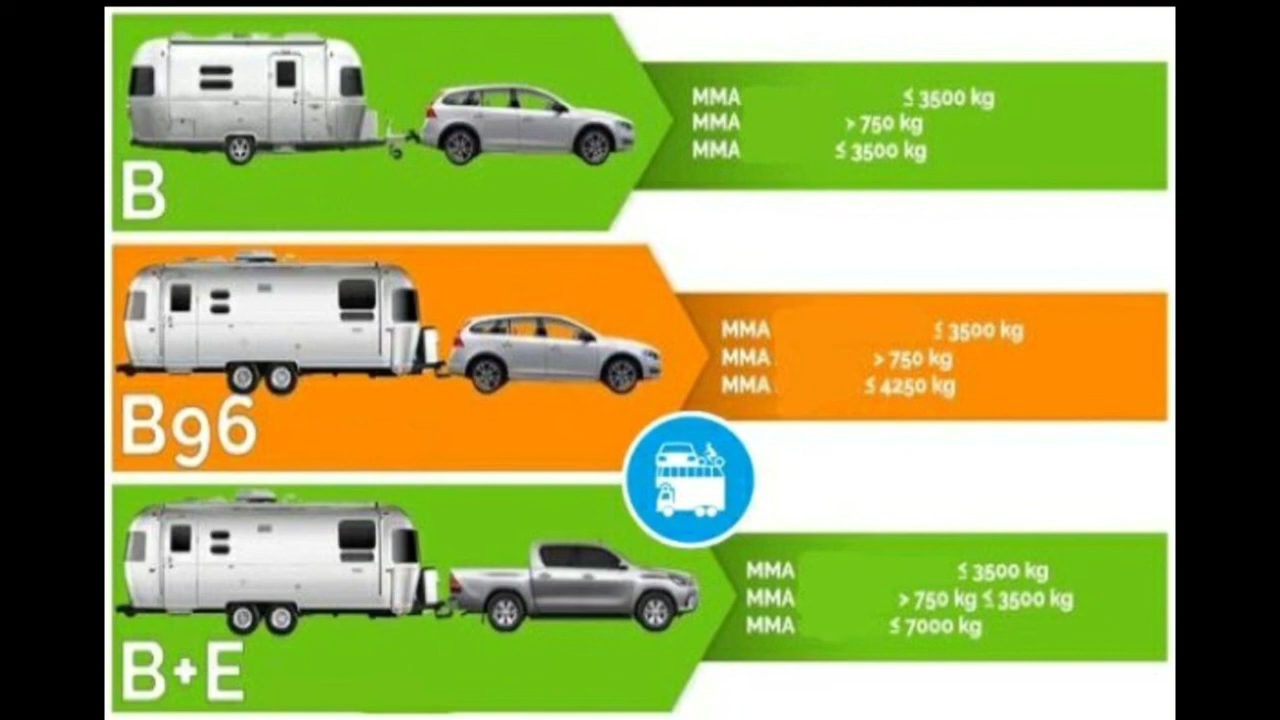 MMA ≤ 3500 kg
MMA > 750 kg
MMA ≤ 3500 kg
B
MMA ≤ 3500 kg
MMA > 750 kg
MMA ≤ 4250 kg
B96
MMA ≤ 3500 kg
MMA > 750 kg ≤ 3500 kg
MMA ≤ 7000 kg
B+E